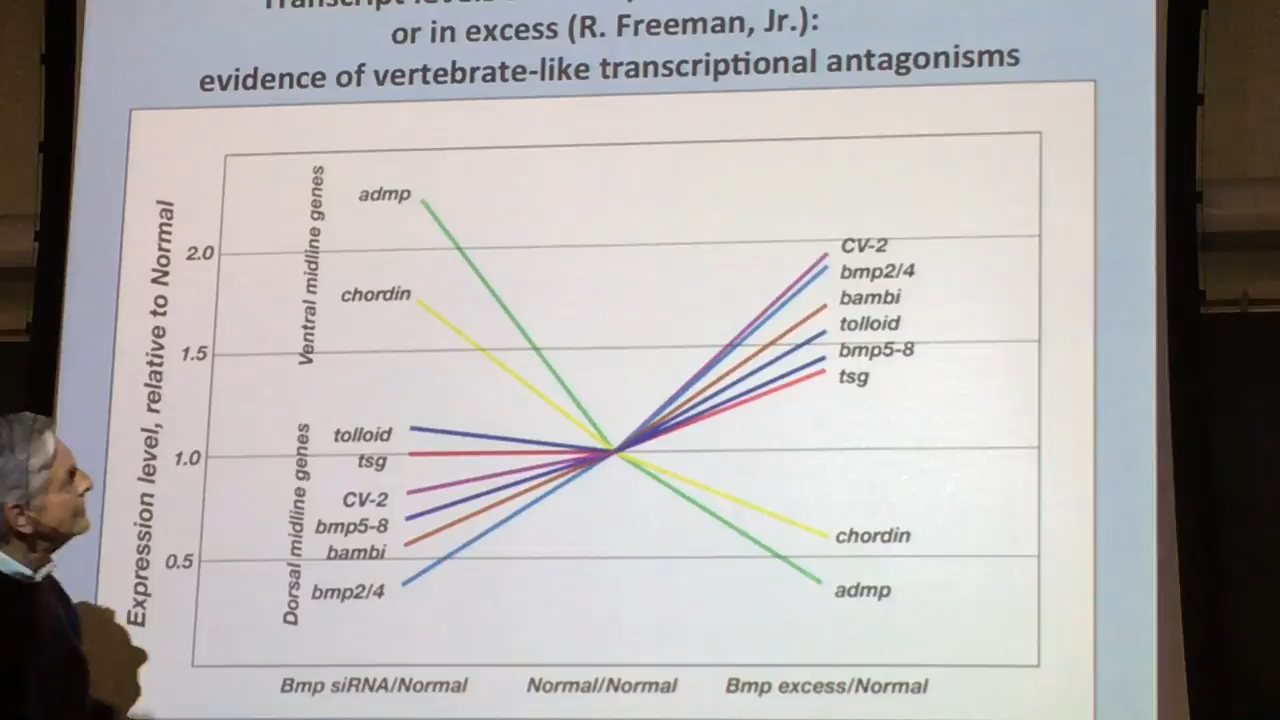 or in excess (R. Freeman, Jr.):
evidence of vertebrate-like transcriptional antagonisms
Expression level, relative to Normal
2.0
1.5
1.0
0.5
Ventral midline genes
Dorsal midline genes
admp
chordin
tolloid
tsg
CV-2
bmp5-8
bambi
bmp2/4
CV-2
bmp2/4
bambi
tolloid
bmp5-8
tsg
chordin
admp
Bmp siRNA/Normal
Normal/Normal
Bmp excess/Normal